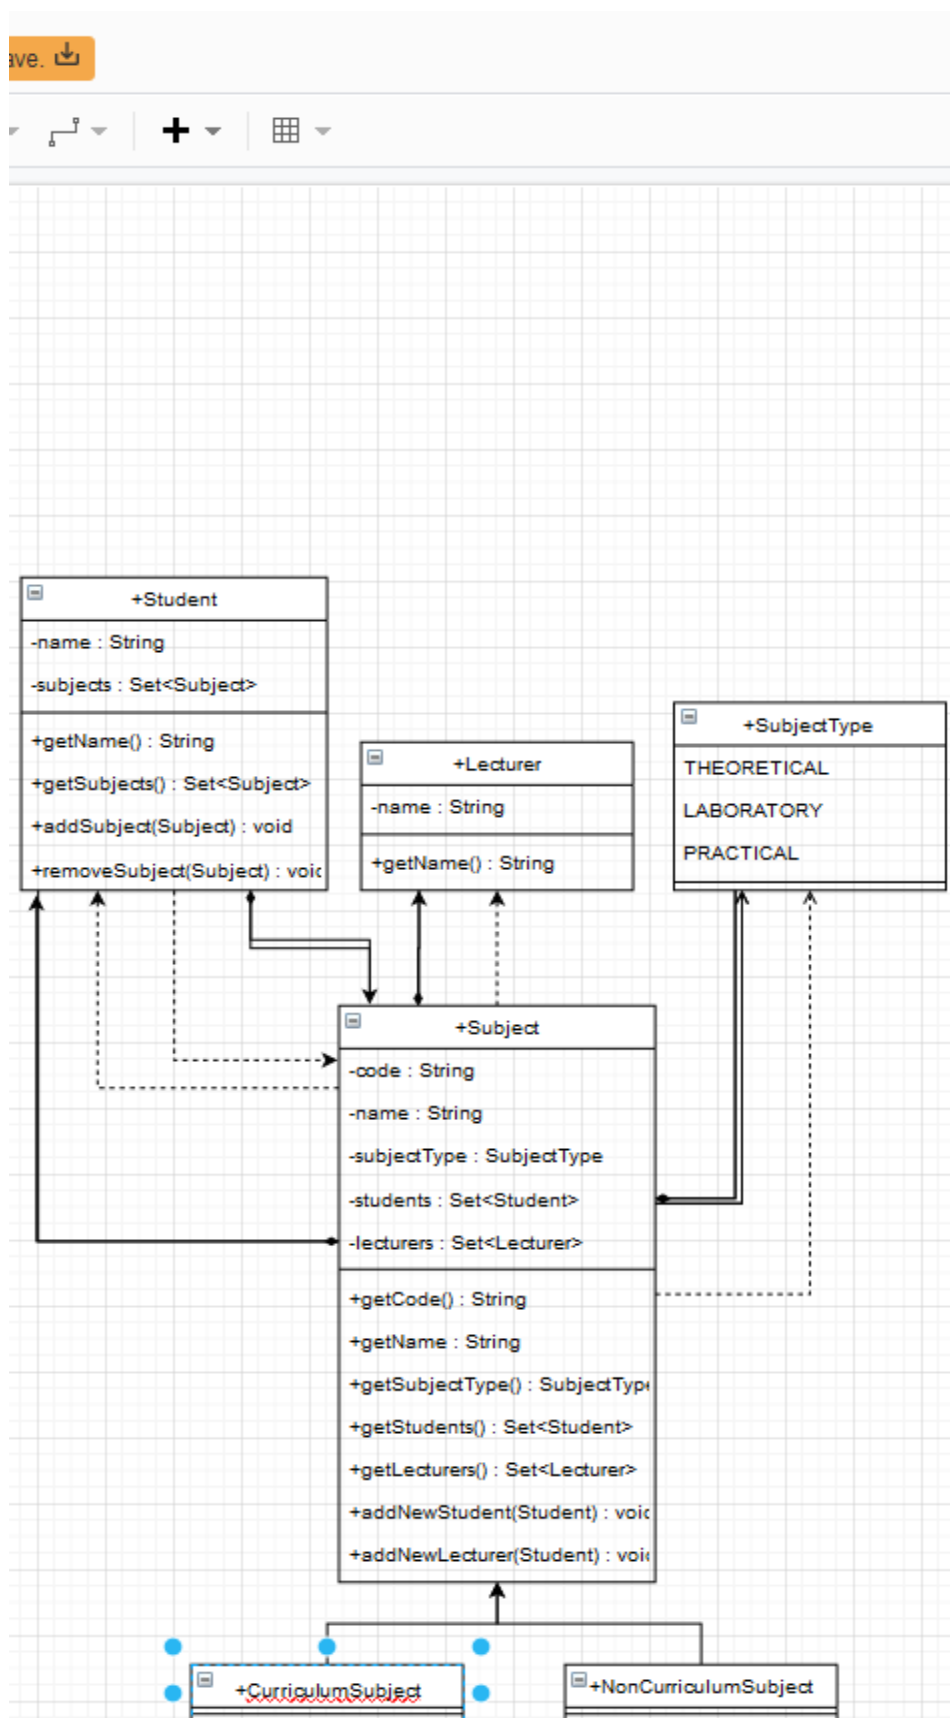 ave.
+Student
-name : String
-subjects : Set<Subject>
+getName() : String
+getSubjects() : Set<Subject>
+addSubject(Subject) : void
+removeSubject(Subject) : voic
+Lecturer
-name : String
+getName() : String
+SubjectType
THEORETICAL
LABORATORY
PRACTICAL
+Subject
-code : String
-name : String
-subjectType : SubjectType
-students : Set<Student>
-lecturers : Set<Lecturer>
+getCode() : String
+getName : String
+getSubjectType() : SubjectType
+getStudents() : Set<Student>
+getLecturers() : Set<Lecturer>
+addNewStudent(Student) : voic
+addNewLecturer(Student) : voi
+CurriculumSubject
+NonCurriculumSubject